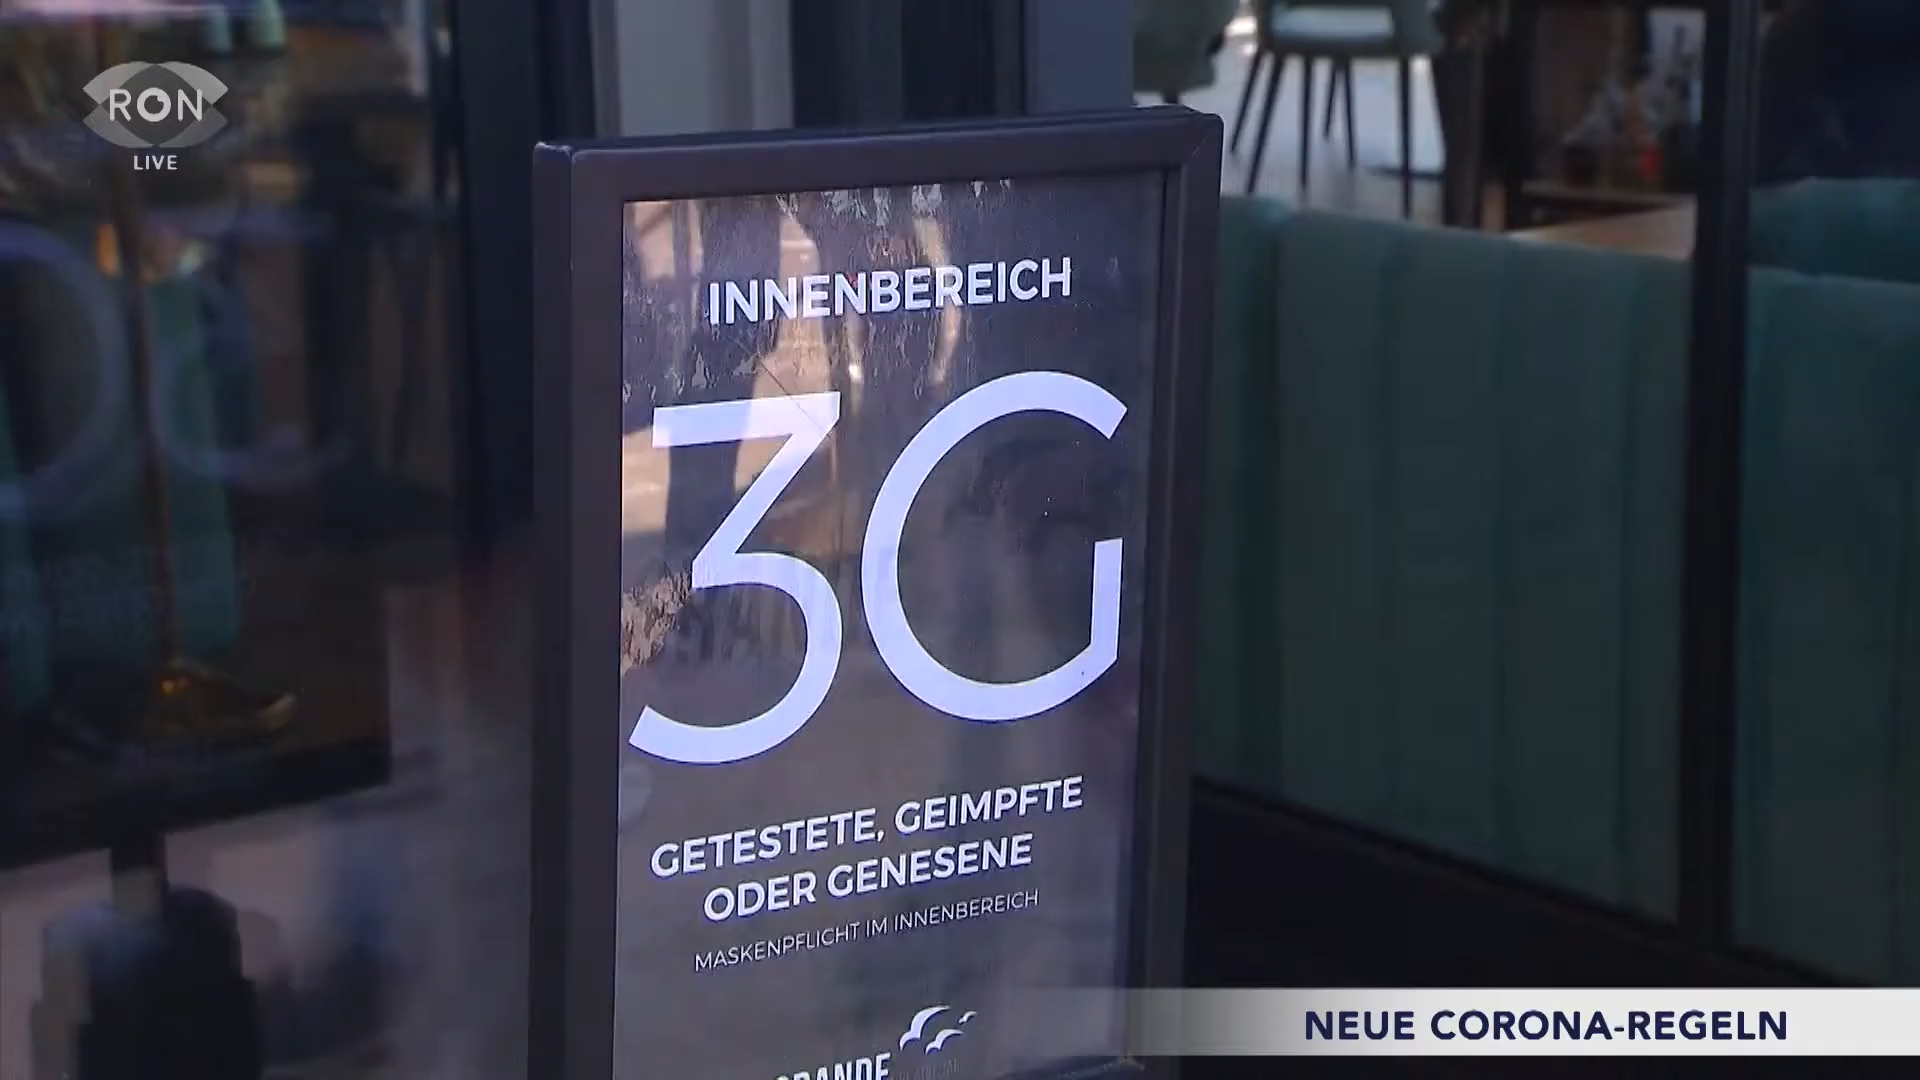 RON
LIVE
INNENBEREICH
3G
GETESTETE, GEIMPFTE
ODER GENESENE
MASKENPFLICHT IM INNENBEREICH
NEUE CORONA-REGELN